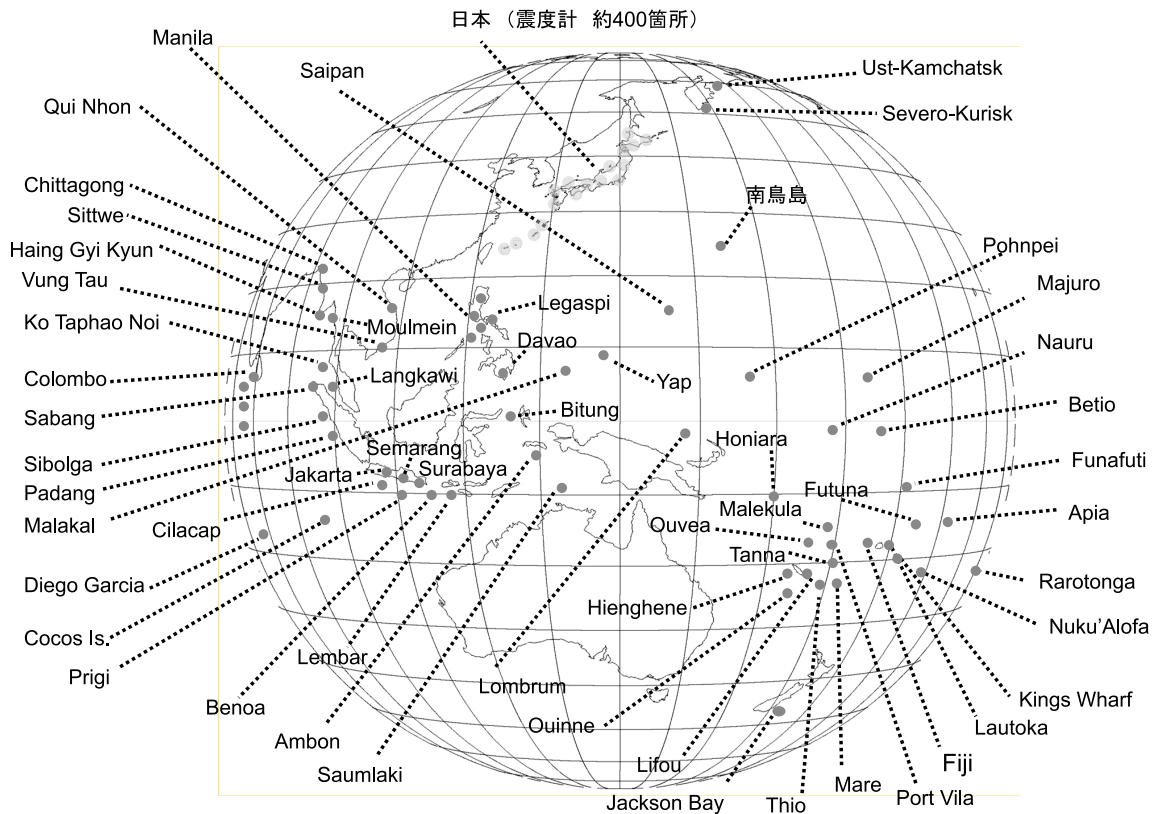 日本 （震度計　約400箇所）
Manila
Saipan
Ust-Kamchatsk
Qui Nhon
Severo-Kurisk
Chittagong
南鳥島
Sittwe
Haing Gyi Kyun
Pohnpei
Vung Tau
Majuro
Legaspi
Ko Taphao Noi
Moulmein
Davao
Nauru
Colombo
Langkawi
Yap
Sabang
Bitung
Betio
Honiara
Semarang
Sibolga
Jakarta
Surabaya
Funafuti
Padang
Futuna
Malakal
Cilacap
Malekula
Ouvea
Apia
Tanna
Diego Garcia
Rarotonga
Hienghene
Cocos Is.
Nuku’Alofa
Lembar
Prigi
Lombrum
Benoa
Kings Wharf
Ouinne
Lautoka
Ambon
Saumlaki
Lifou
Fiji
Mare
Jackson Bay
Thio
Port Vila